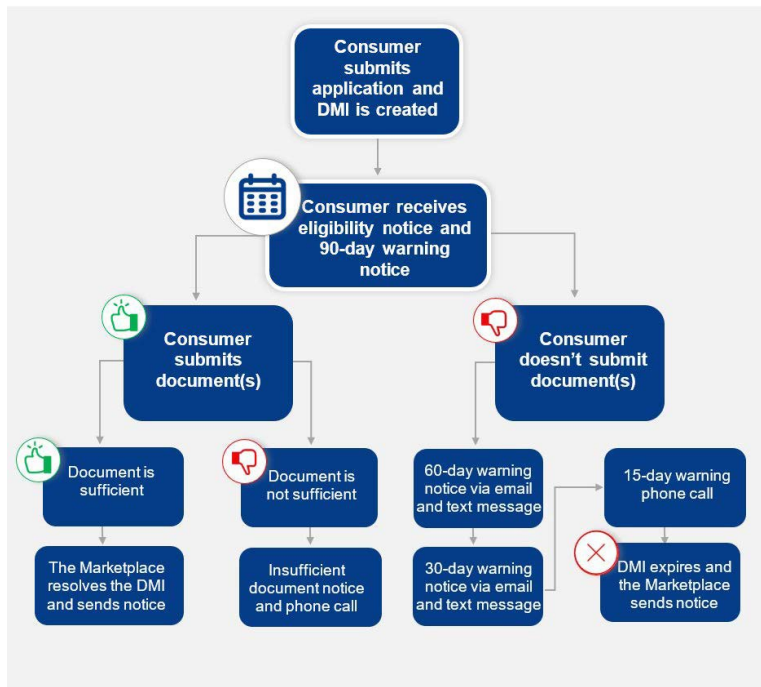 Consumer
submits
application and
DMI is created
Consumer receives
eligibility notice and
90-day warning
notice
Consumer
submits
document(s)
Consumer
doesn’t submit
document(s)
Document is
sufficient
Document is
not sufficient
60-day warning
notice via email
and text message
15-day warning
phone call
The Marketplace
resolves the DMI
and sends notice
Insufficient
document notice
and phone call
30-day warning
notice via email
and text message
DMI expires and
the Marketplace
sends notice